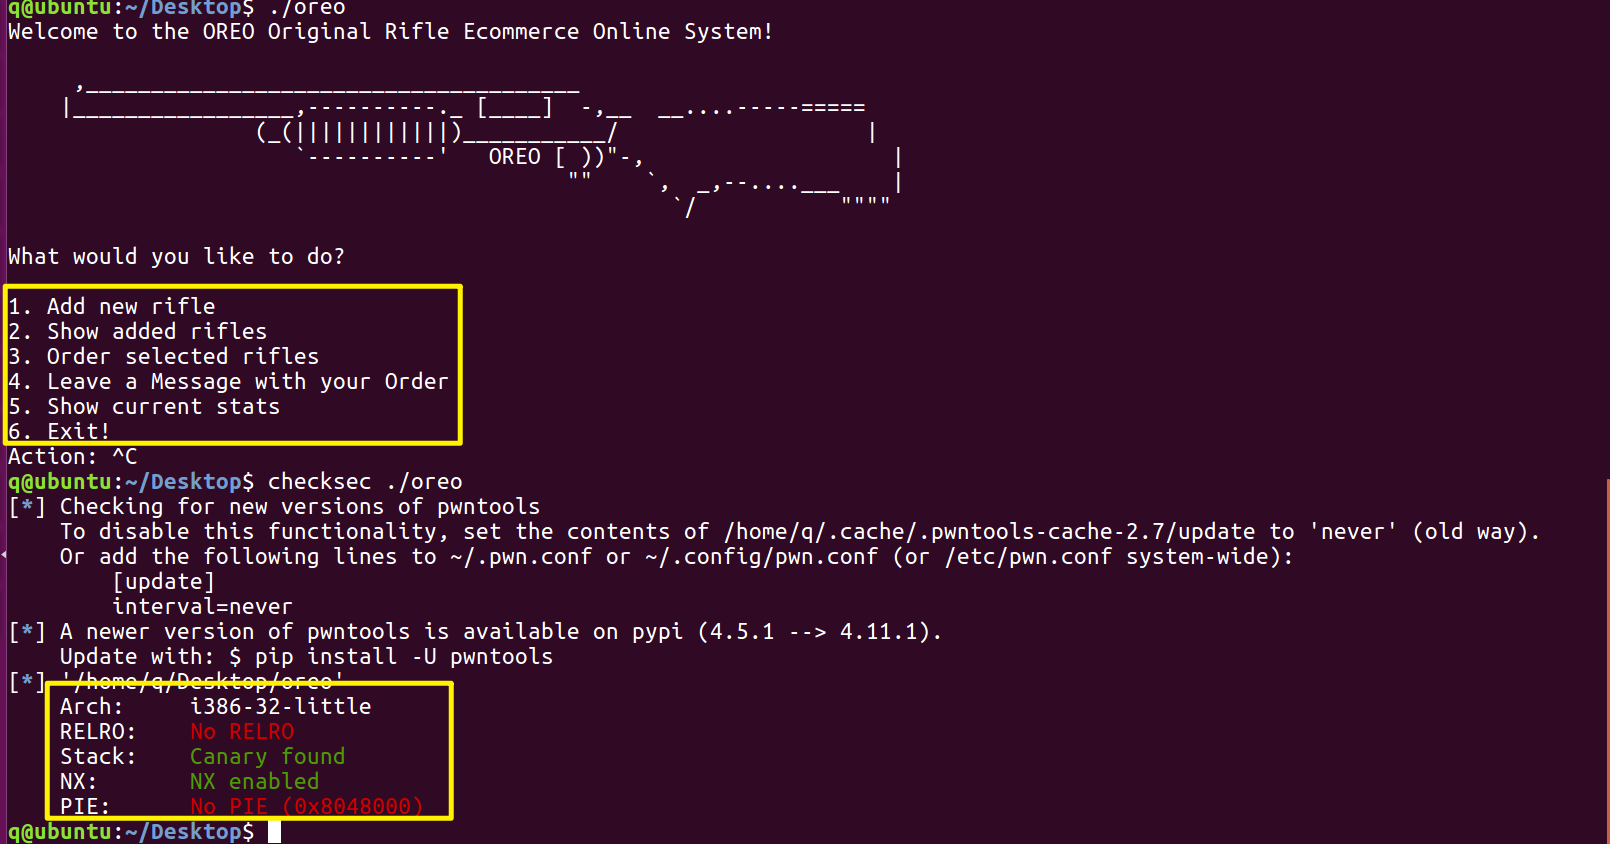 q@ubuntu:~/Desktop$ ./oreo
Welcome to the OREO Original Rifle Ecommerce Online System!
     ,______________________________________
    |_________________,----------._ [____]  -,__  __....-----=====
                   (_(||||||||||||)___________/                   |
                      `----------'   OREO [ ))"-,                   |
                                           ""    `,  _,--....___    |
                                                   `/           """"
What would you like to do?
1. Add new rifle
2. Show added rifles
3. Order selected rifles
4. Leave a Message with your Order
5. Show current stats
6. Exit!
Action: ^C
q@ubuntu:~/Desktop$ checksec ./oreo
[*] Checking for new versions of pwntools
    To disable this functionality, set the contents of /home/q/.cache/.pwntools-cache-2.7/update to 'never' (old way).
    Or add the following lines to ~/.pwn.conf or ~/.config/pwn.conf (or /etc/pwn.conf system-wide):
        [update]
        interval=never
[*] A newer version of pwntools is available on pypi (4.5.1 --> 4.11.1).
    Update with: $ pip install -U pwntools
[*] '/home/q/Desktop/oreo'
    Arch:     i386-32-little
    RELRO:    No RELRO
    Stack:    Canary found
    NX:       NX enabled
    PIE:      No PIE (0x8048000)
q@ubuntu:~/Desktop$